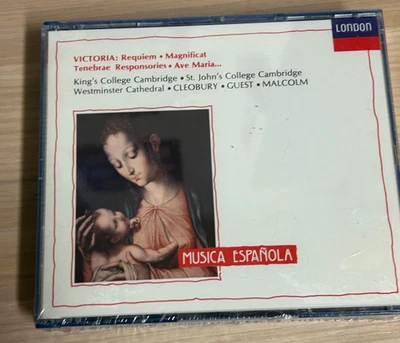 LONDON
VICTORIA: Requiem • Magnificat
Tenebrae Responsories • Ave Maria...
King's College Cambridge • St. John's College Cambridge
Westminster Cathedral • CLEOBURY • GUEST • MALCOLM
MUSICA ESPAÑOLA